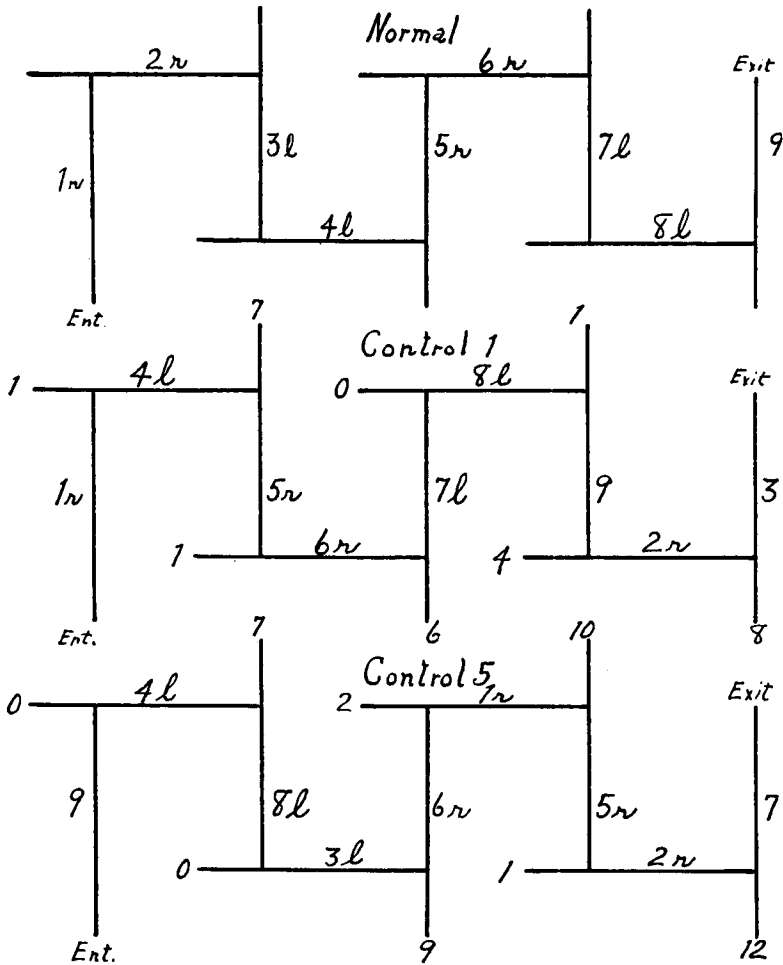 Normal
2r 6r Exit
1r 3l 5r 7l 9
4l 8l
Ent.
7 1
Control 1
1 4l 0 8l Exit
1r 5r 7l 9 3
1 6r 4 2r
Ent. 6 8
7 10
Control 5
0 4l 2 1r Exit
9 8l 6r 5r 7
0 3l 1 2r
Ent. 9 12